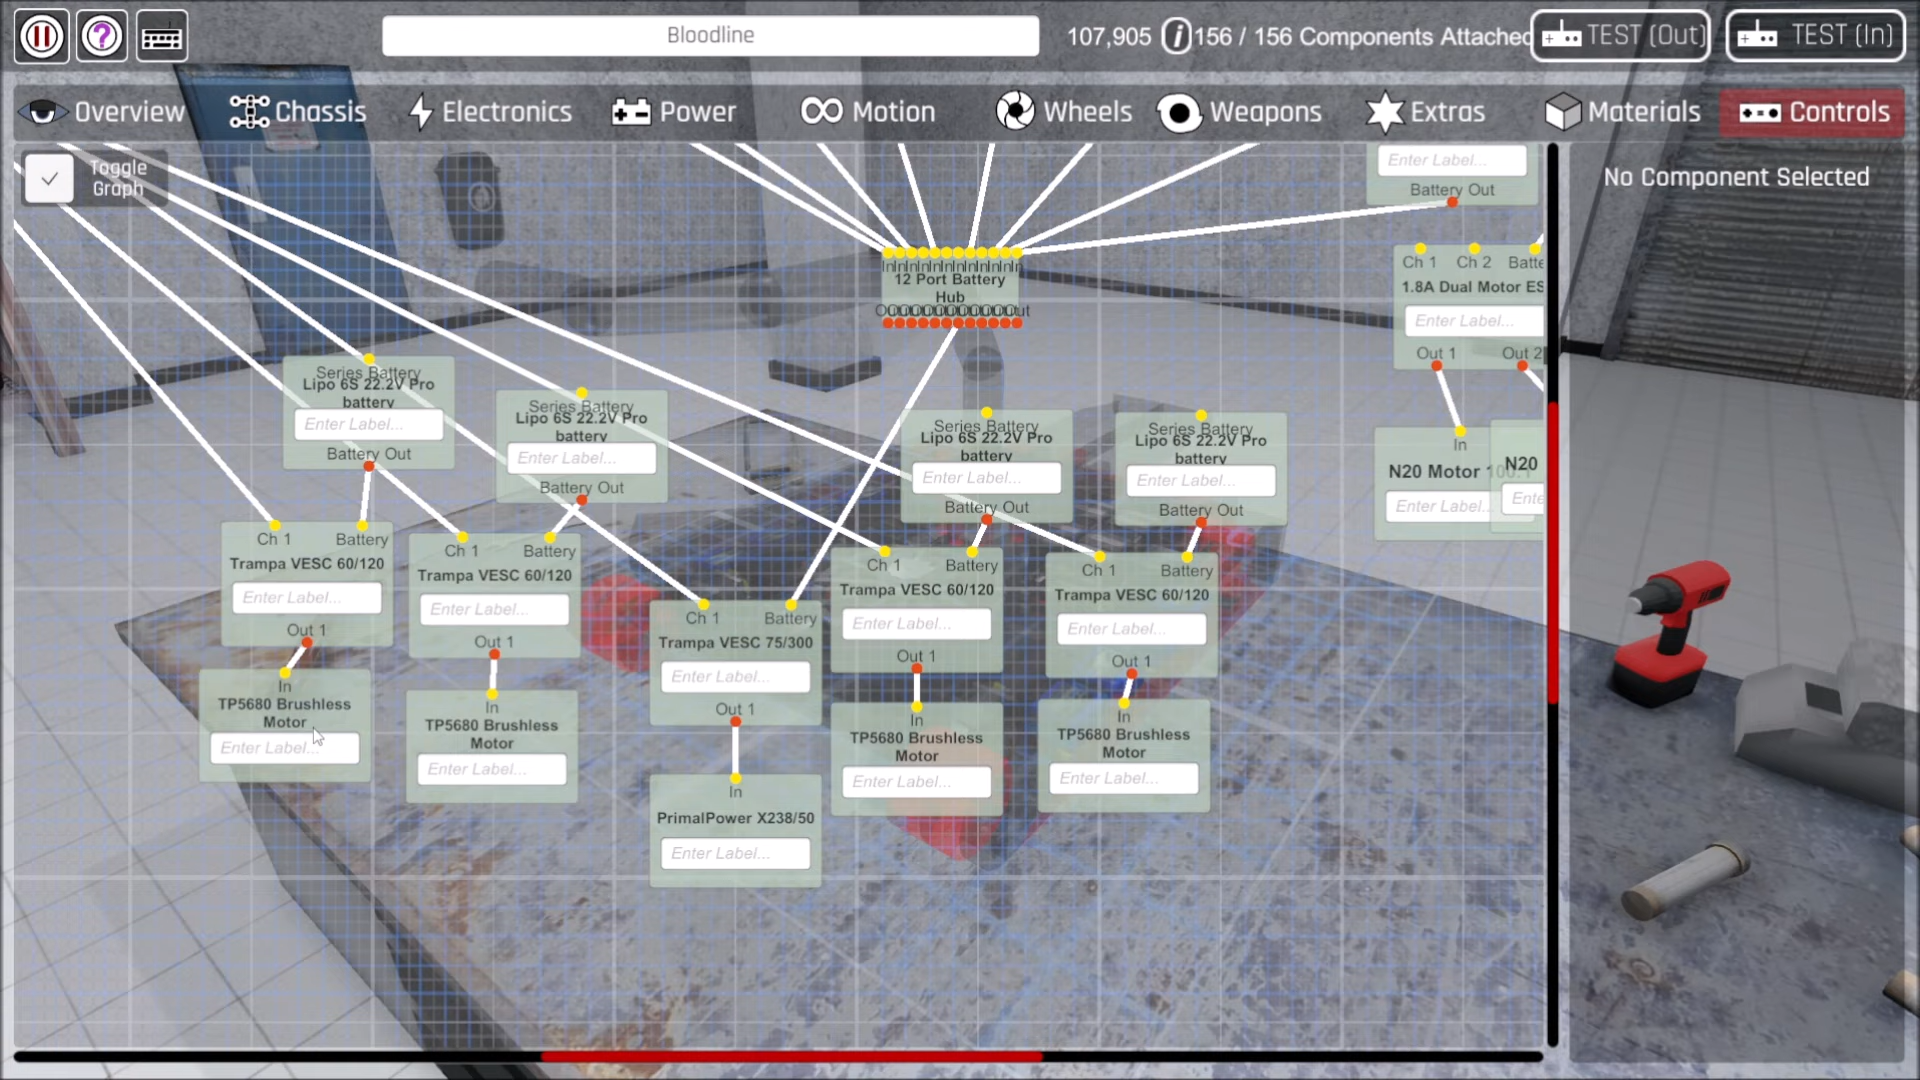 Bloodline
107,905
156 / 156 Components Attached
TEST (Out)
TEST (In)
Overview
Chassis
Electronics
Power
Motion
Wheels
Weapons
Extras
Materials
Controls
Toggle
Graph
No Component Selected
Enter Label...
Battery Out
12 Port Battery
Hub
Ch 1
Ch 2
Batte
1.8A Dual Motor ES
Enter Label...
Out 1
Out 2
In
N20 Motor
Enter Label...
N20
Ente
Series Battery
Lipo 6S 22.2V Pro
battery
Enter Label...
Battery Out
Series Battery
Lipo 6S 22.2V Pro
battery
Enter Label...
Battery Out
Series Battery
Lipo 6S 22.2V Pro
battery
Enter Label...
Battery Out
Series Battery
Lipo 6S 22.2V Pro
battery
Enter Label...
Battery Out
Ch 1
Battery
Trampa VESC 60/120
Enter Label...
Out 1
Ch 1
Battery
Trampa VESC 60/120
Enter Label...
Out 1
Ch 1
Battery
Trampa VESC 75/300
Enter Label...
Out 1
Ch 1
Battery
Trampa VESC 60/120
Enter Label...
Out 1
Ch 1
Battery
Trampa VESC 60/120
Enter Label...
Out 1
In
TP5680 Brushless
Motor
Enter Label...
In
TP5680 Brushless
Motor
Enter Label...
In
PrimalPower X238/50
Enter Label...
In
TP5680 Brushless
Motor
Enter Label...
In
TP5680 Brushless
Motor
Enter Label...